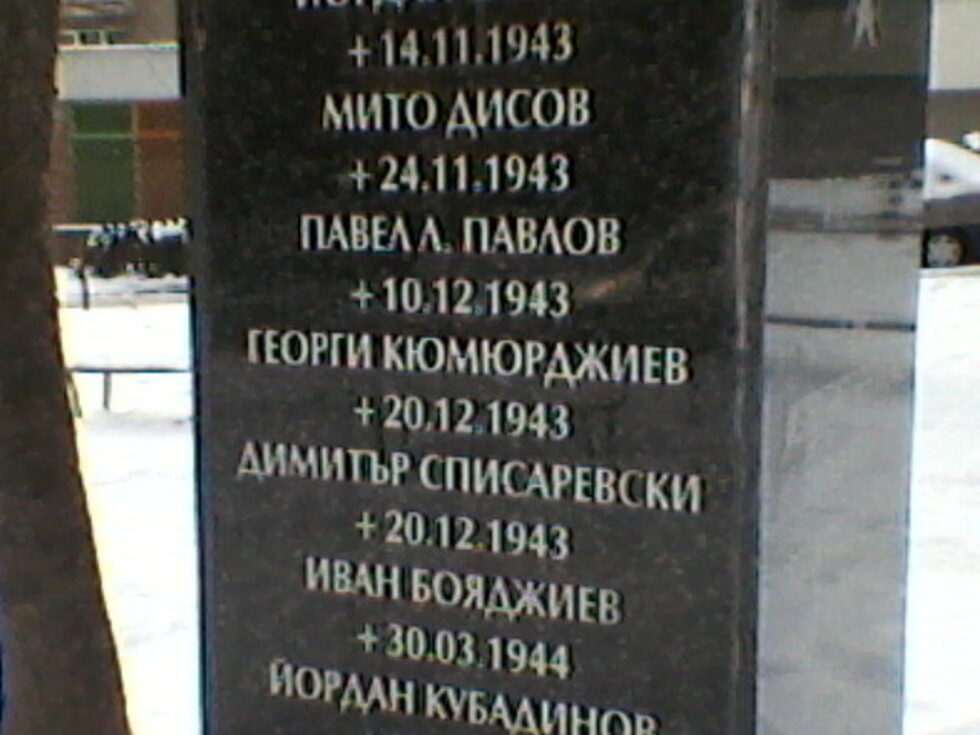 +14.11.1943
МИТО ДИСОВ
+24.11.1943
ПАВЕЛ Л. ПАВЛОВ
+10.12.1943
ГЕОРГИ КЮМЮРДЖИЕВ
+20.12.1943
ДИМИТЪР СПИСАРЕВСКИ
+20.12.1943
ИВАН БОЯДЖИЕВ
+30.03.1944
ЙОРДАН КУБАДИНОВ